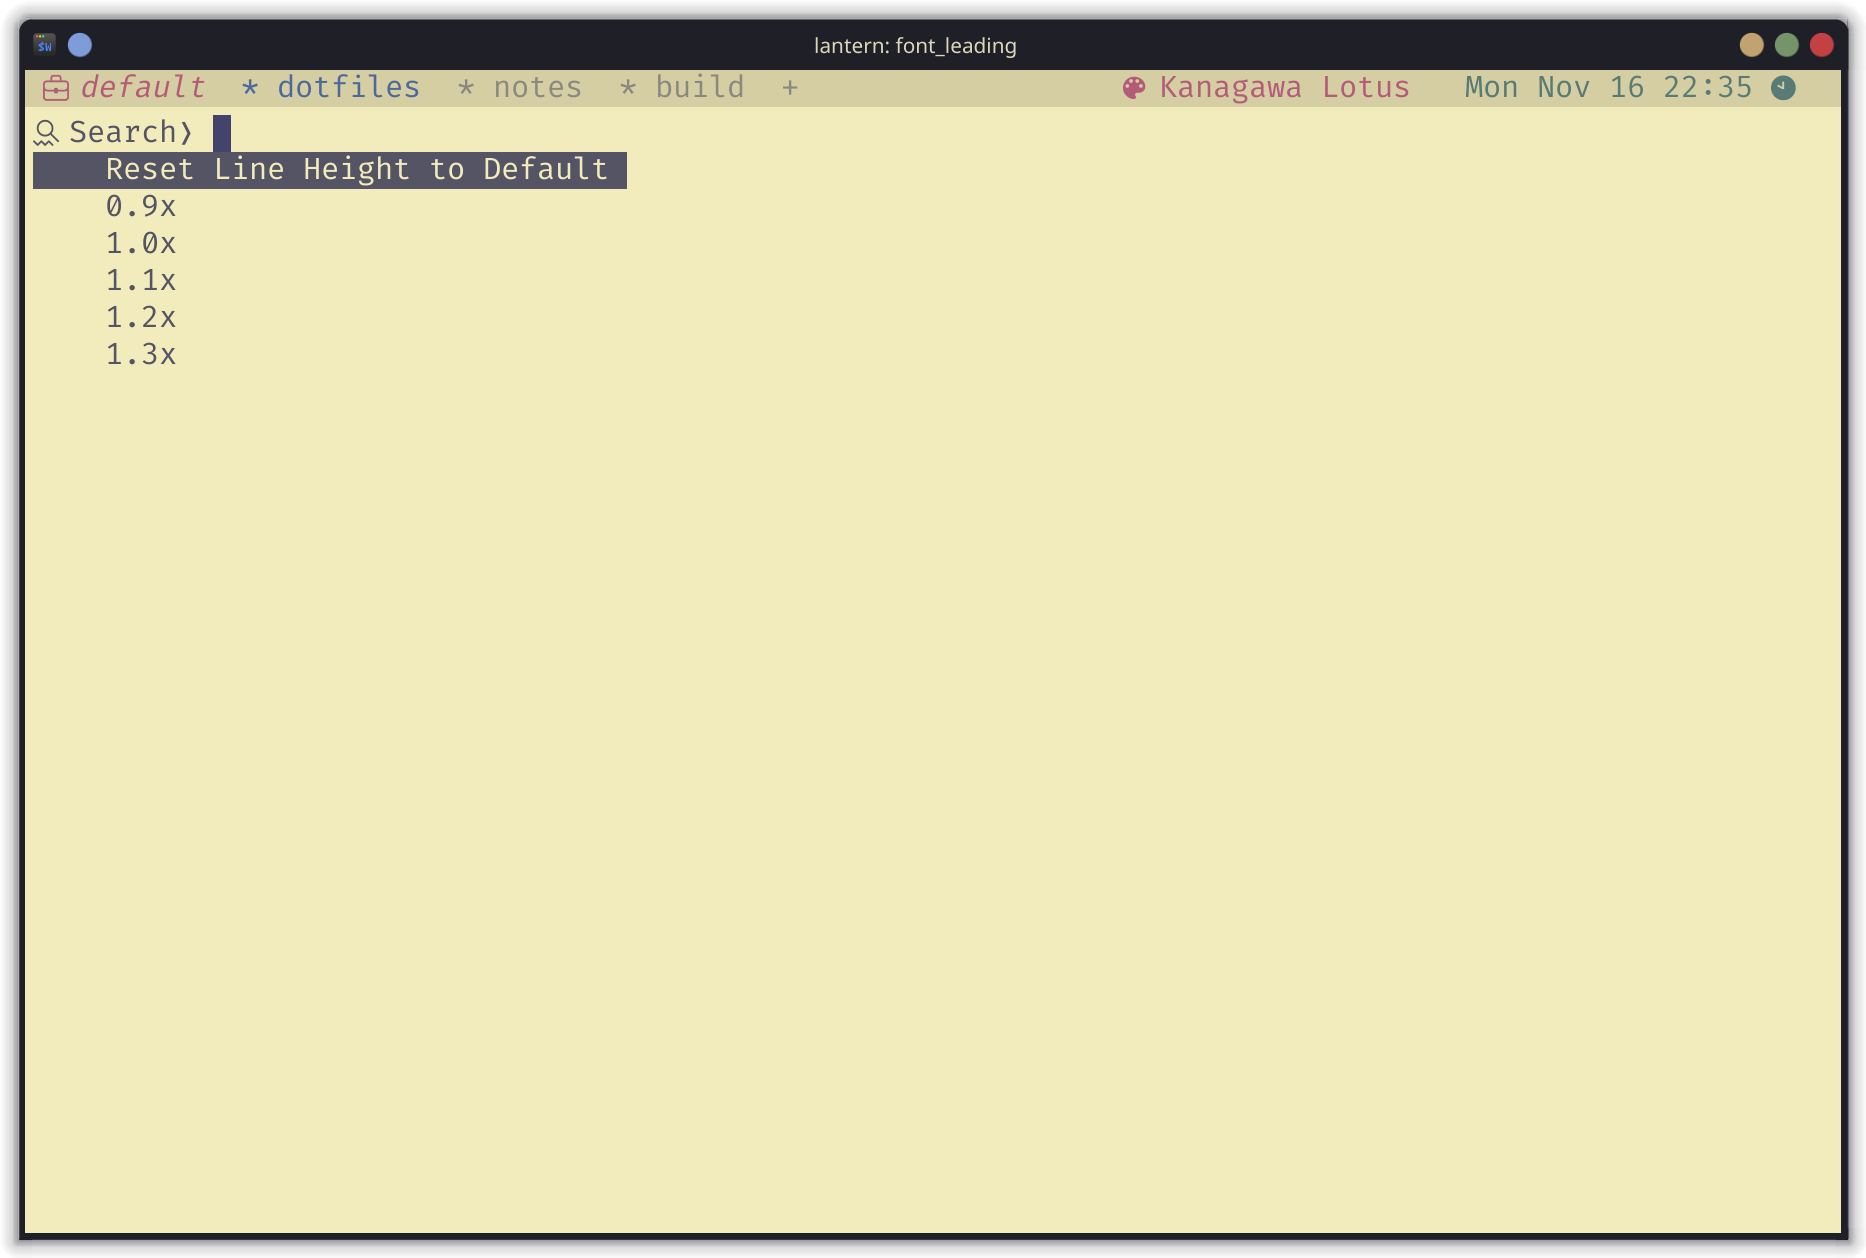 $W
lantern: font_leading
default * dotfiles * notes * build + Kanagawa Lotus Mon Nov 16 22:35
Search⟩
Reset Line Height to Default
0.9x
1.0x
1.1x
1.2x
1.3x